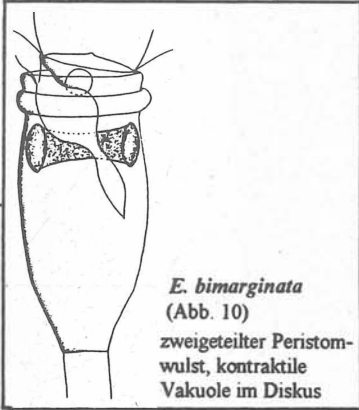 E. bimarginata
(Abb. 10)
zweigeteilter Peristom-
wulst, kontraktile
Vakuole im Diskus